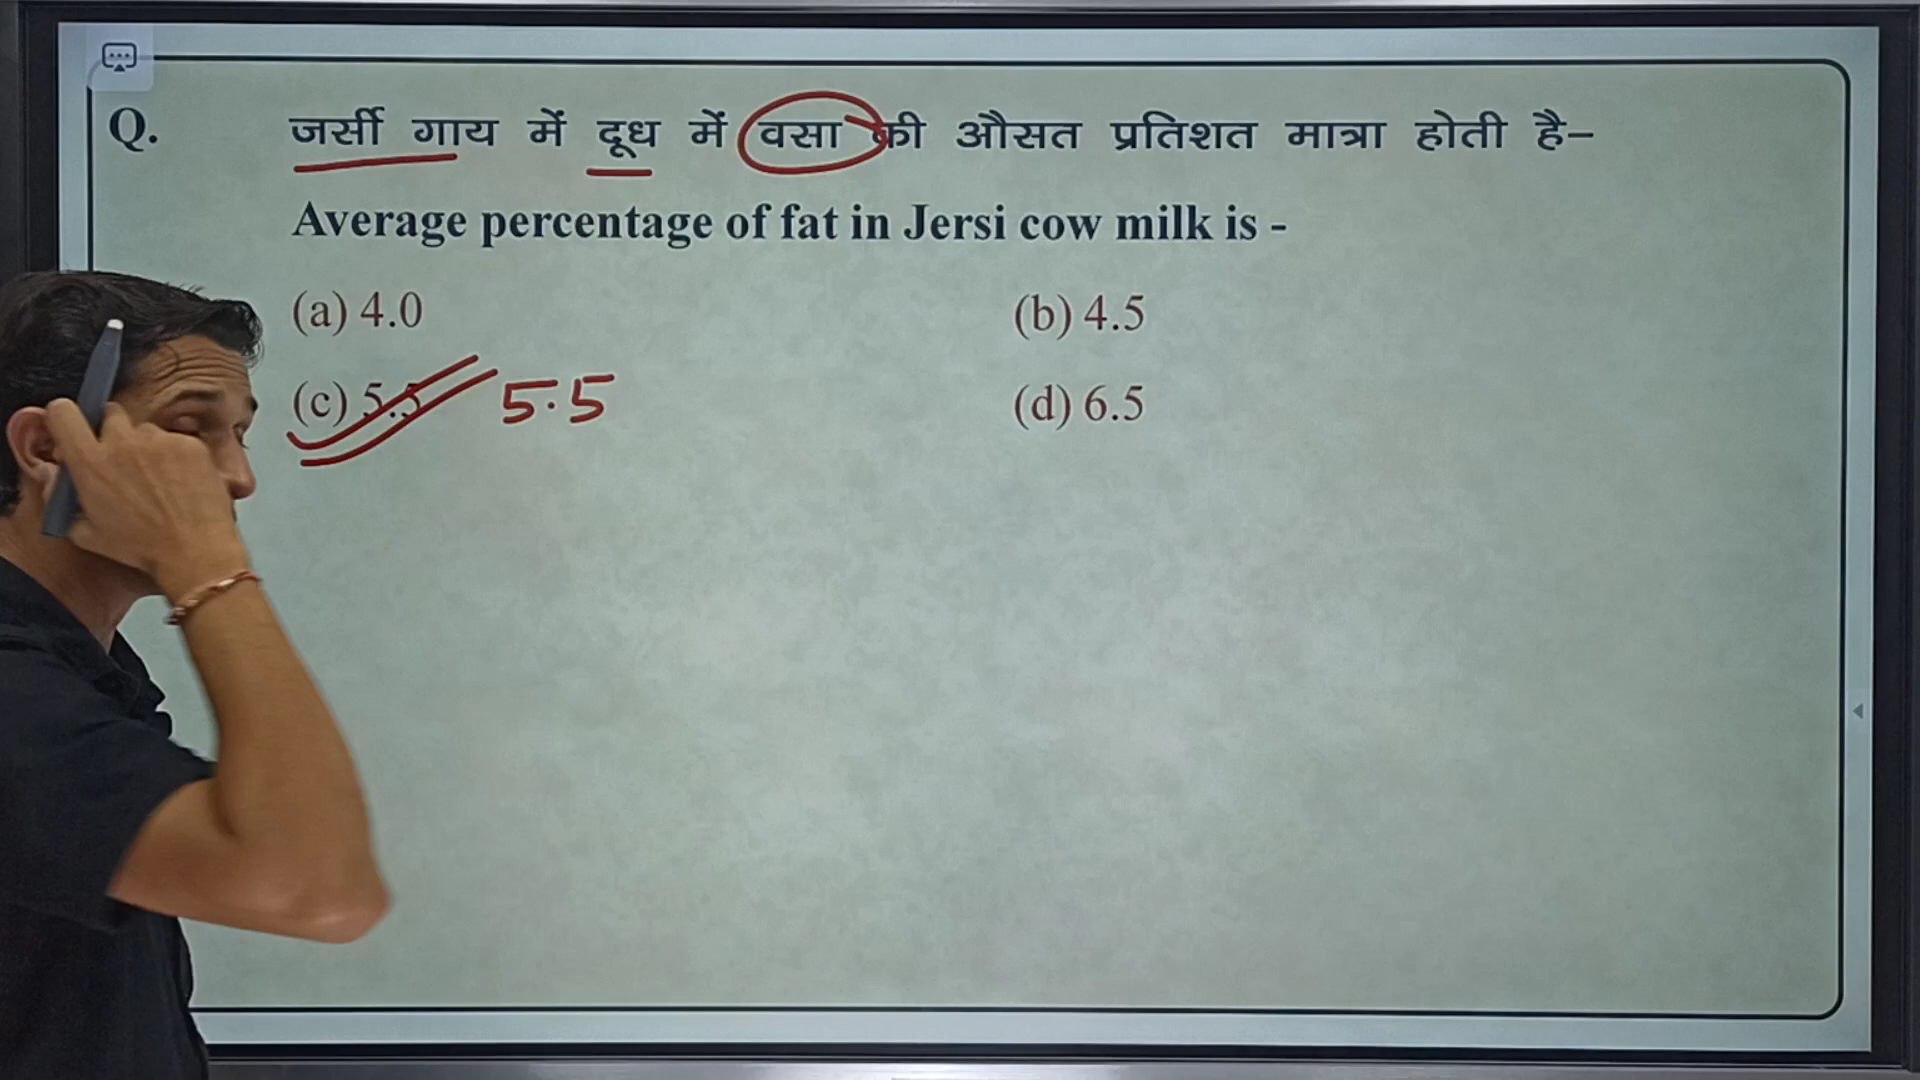 Q. जर्सी गाय में दूध में वसा की औसत प्रतिशत मात्रा होती है–
Average percentage of fat in Jersi cow milk is -
(a) 4.0 (b) 4.5
(c) 5.5 5.5 (d) 6.5